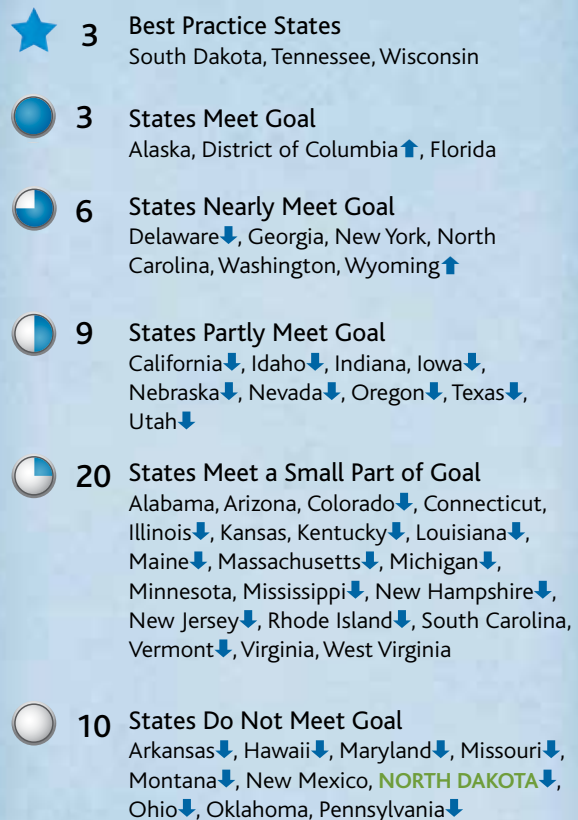 3 Best Practice States
South Dakota, Tennessee, Wisconsin
3 States Meet Goal
Alaska, District of Columbia⬆, Florida
6 States Nearly Meet Goal
Delaware⬇, Georgia, New York, North
Carolina, Washington, Wyoming⬆
9 States Partly Meet Goal
California⬇, Idaho⬇, Indiana, Iowa⬇,
Nebraska⬇, Nevada⬇, Oregon⬇, Texas⬇,
Utah⬇
20 States Meet a Small Part of Goal
Alabama, Arizona, Colorado⬇, Connecticut,
Illinois⬇, Kansas, Kentucky⬇, Louisiana⬇,
Maine⬇, Massachusetts⬇, Michigan⬇,
Minnesota, Mississippi⬇, New Hampshire⬇,
New Jersey⬇, Rhode Island⬇, South Carolina,
Vermont⬇, Virginia, West Virginia
10 States Do Not Meet Goal
Arkansas⬇, Hawaii⬇, Maryland⬇, Missouri⬇,
Montana⬇, New Mexico, NORTH DAKOTA⬇,
Ohio⬇, Oklahoma, Pennsylvania⬇